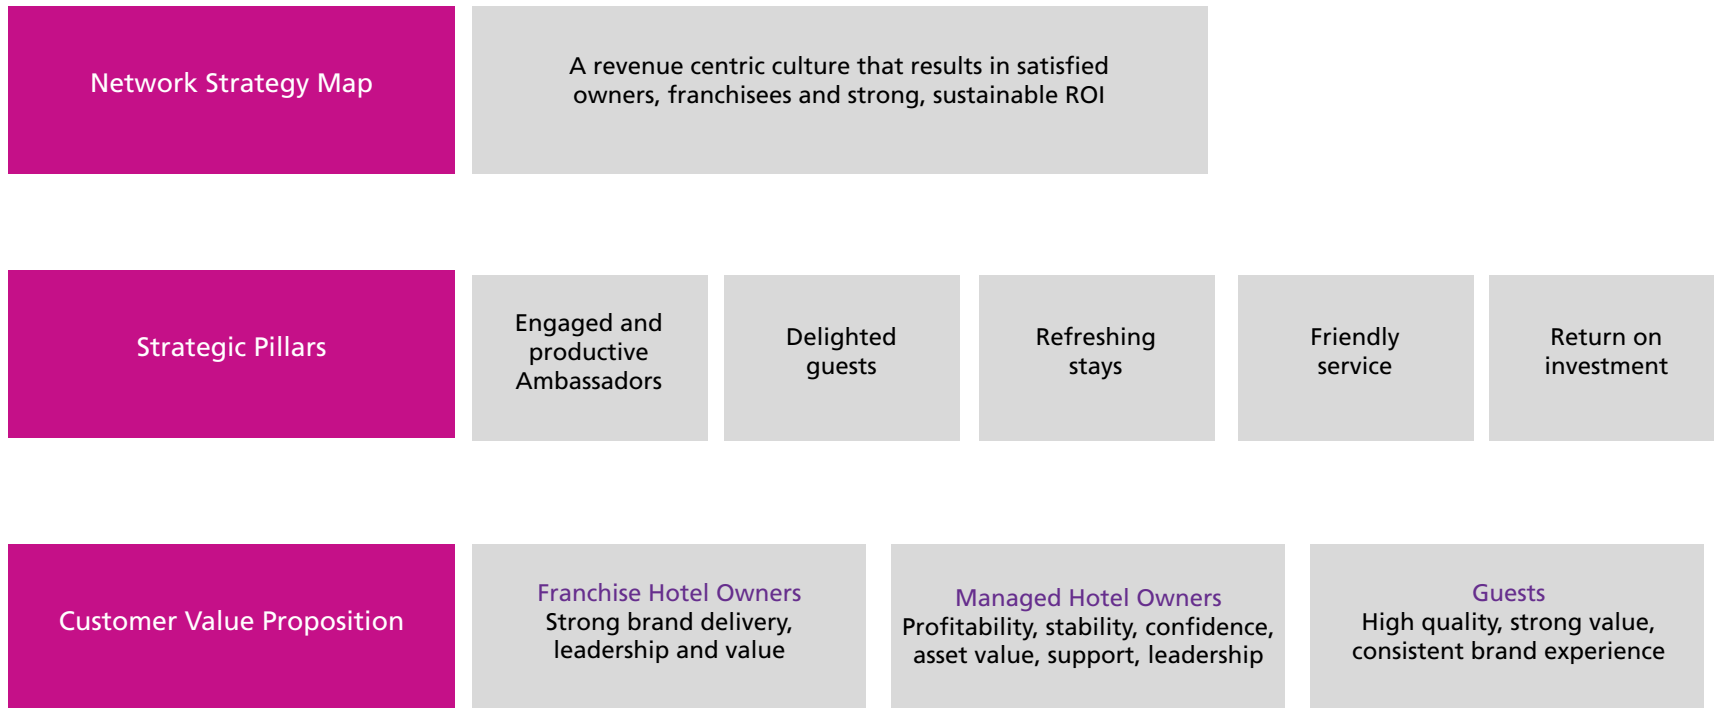 Network Strategy Map
A revenue centric culture that results in satisfied
owners, franchisees and strong, sustainable ROI
Strategic Pillars
Engaged and
productive
Ambassadors
Delighted
guests
Refreshing
stays
Friendly
service
Return on
investment
Customer Value Proposition
Franchise Hotel Owners
Strong brand delivery,
leadership and value
Managed Hotel Owners
Profitability, stability, confidence,
asset value, support, leadership
Guests
High quality, strong value,
consistent brand experience